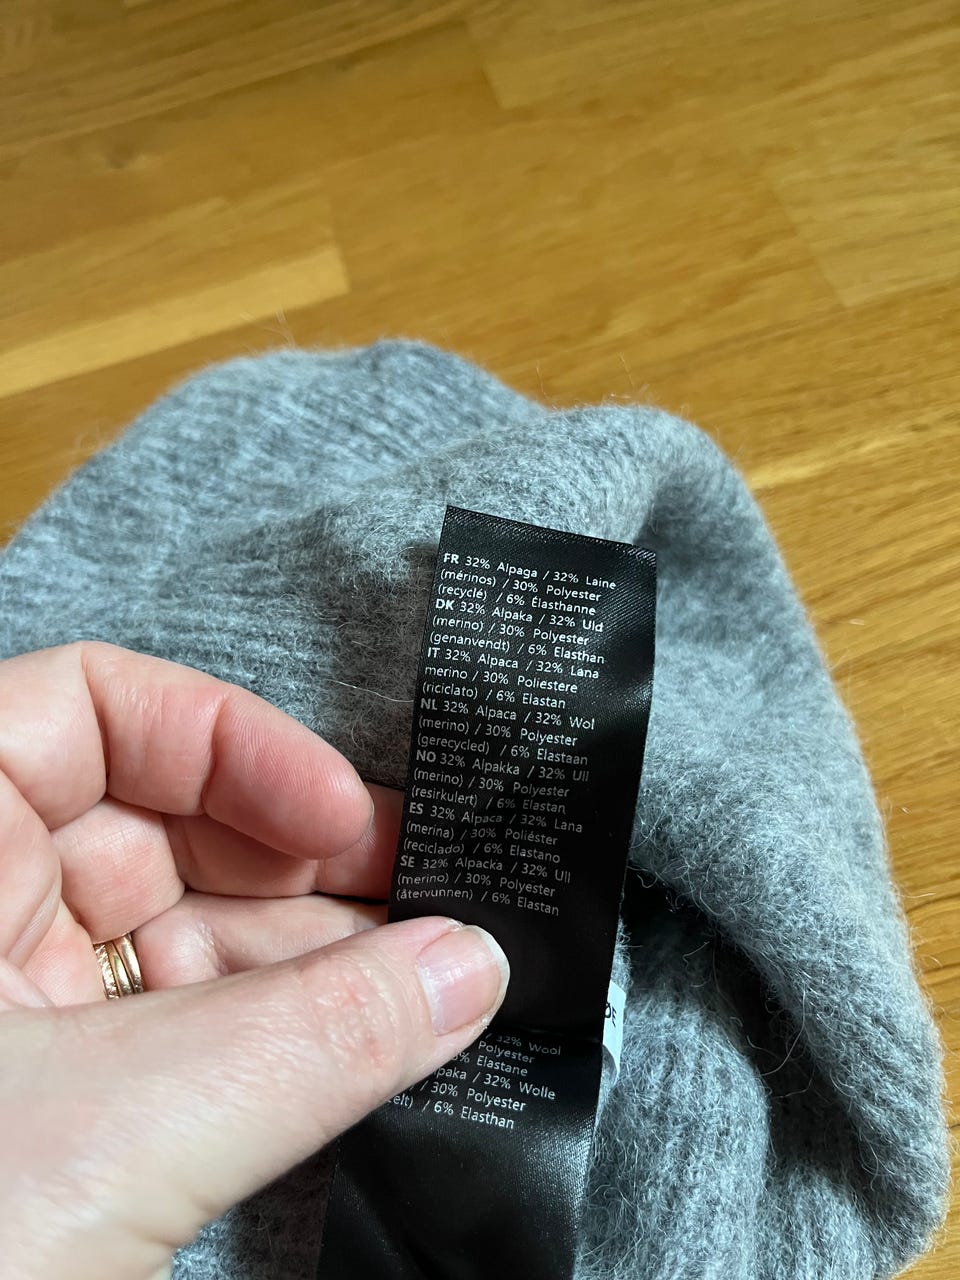 FR 32% Alpaga / 32% Laine
(mérinos) / 30% Polyester
(recyclé) / 6% Élasthanne
DK 32% Alpaka / 32% Uld
(merino) / 30% Polyester
(genanvendt) / 6% Elasthan
IT 32% Alpaca / 32% Lana
merino / 30% Poliestere
(riciclato) / 6% Elastan
NL 32% Alpaca / 32% Wol
(merino) / 30% Polyester
(gerecycled) / 6% Elastaan
NO 32% Alpakka / 32% Ull
(merino) / 30% Polyester
(resirkulert) / 6% Elastan
ES 32% Alpaca / 32% Lana
(merina) / 30% Poliéster
(reciclado) / 6% Elastano
SE 32% Alpacka / 32% Ull
(merino) / 30% Polyester
(återvunnen) / 6% Elastan
/ 32% Wool
Polyester
Elastane
/ 32% Wolle
/ 30% Polyester
/ 6% Elasthan